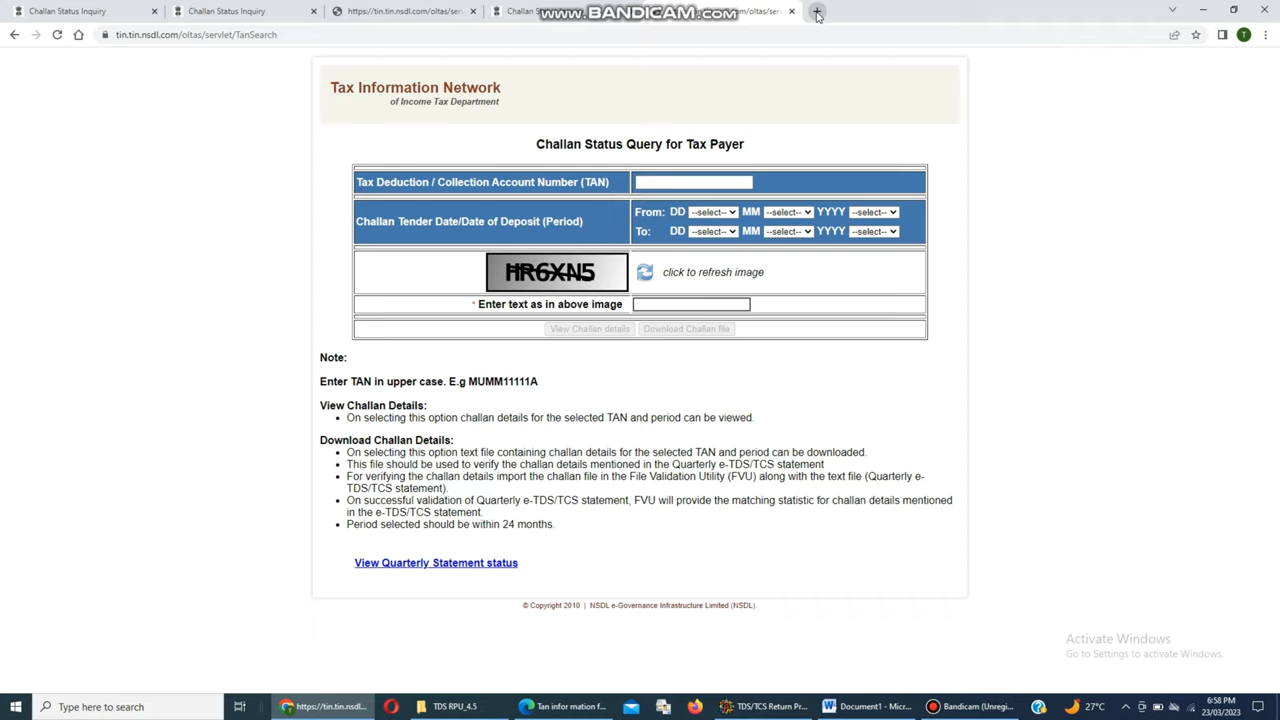 Challan Status Inquiry
Challan Status Inquiry
https://tin.tin.nsdl.com/oltas/serv
www.BANDICAM.com
tin.tin.nsdl.com/oltas/servlet/TanSearch
T
Tax Information Network
of Income Tax Department
Challan Status Query for Tax Payer
Tax Deduction / Collection Account Number (TAN)
Challan Tender Date/Date of Deposit (Period)
From: DD --select-- MM --select-- YYYY --select--
To: DD --select-- MM --select-- YYYY --select--
HR6XN5
click to refresh image
* Enter text as in above image
View Challan details Download Challan file
Note:
Enter TAN in upper case. E.g MUMM11111A
View Challan Details:
• On selecting this option challan details for the selected TAN and period can be viewed.
Download Challan Details:
• On selecting this option text file containing challan details for the selected TAN and period can be downloaded.
• This file should be used to verify the challan details mentioned in the Quarterly e-TDS/TCS statement
• For verifying the challan details import the challan file in the File Validation Utility (FVU) along with the text file (Quarterly e-
TDS/TCS statement).
• On successful validation of Quarterly e-TDS/TCS statement, FVU will provide the matching statistic for challan details mentioned
in the e-TDS/TCS statement.
• Period selected should be within 24 months.
View Quarterly Statement status
© Copyright 2010 | NSDL e-Governance Infrastructure Limited (NSDL).
Activate Windows
Go to Settings to activate Windows.
Type here to search
https://tin.tin.nsdl...
TDS RPU_4.5
Tan infor mation f...
TDS/TCS Return Pr...
Document1 - Micr...
Bandicam (Unregi...
27°C
6:58 PM
23/03/2023